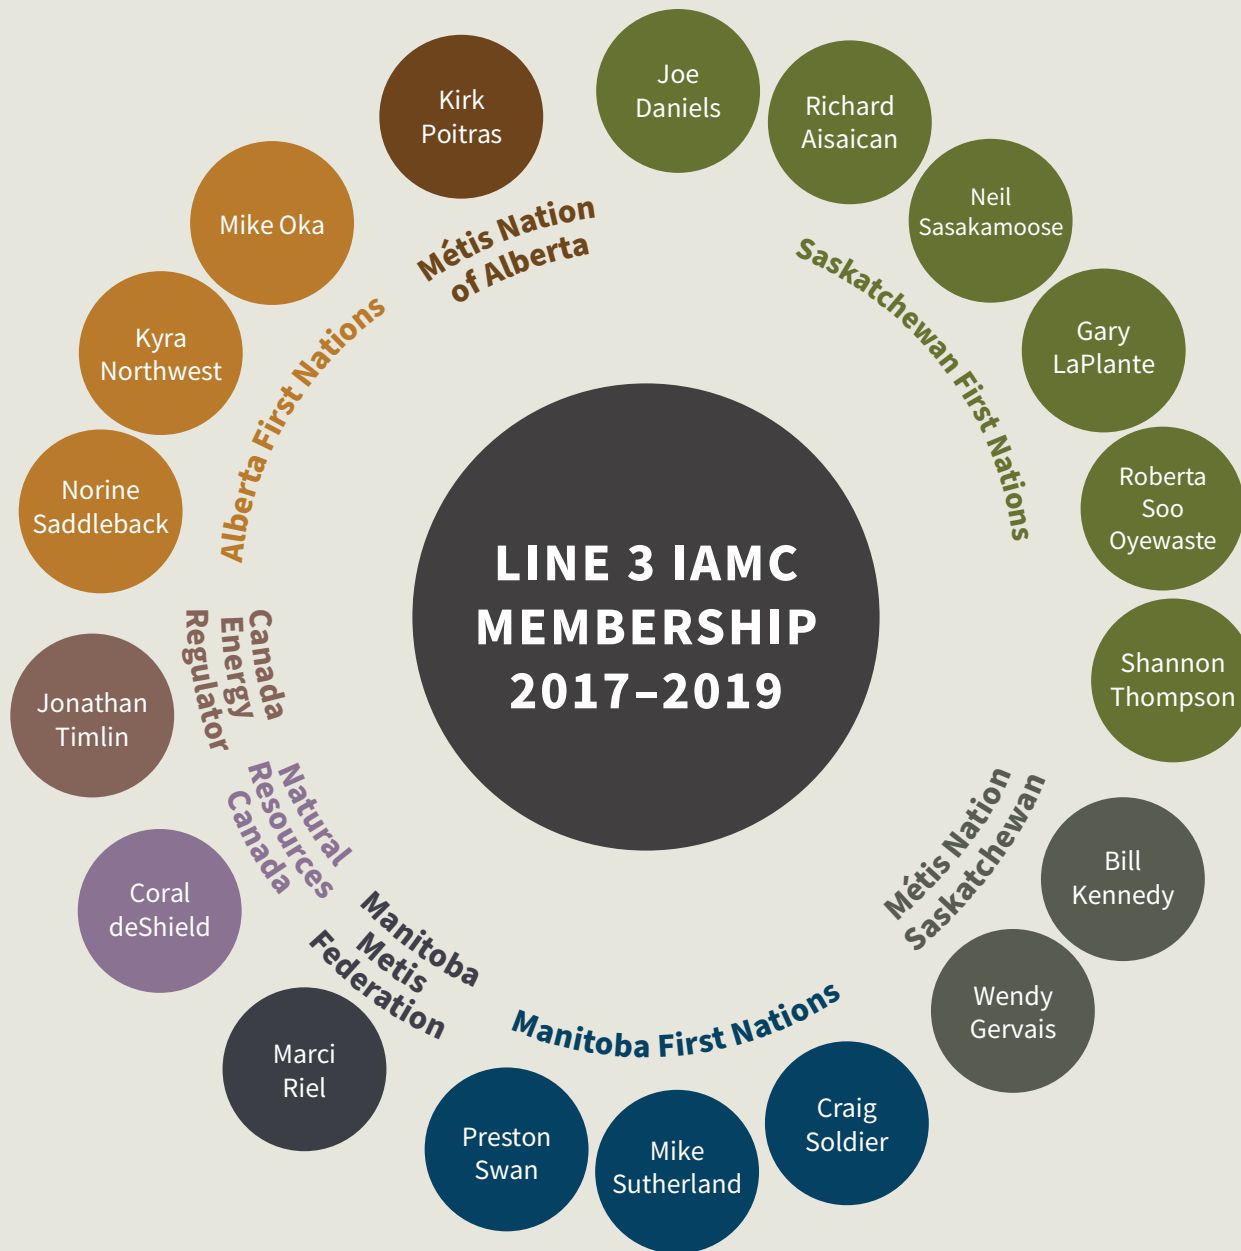 LINE 3 IAMC
MEMBERSHIP
2017–2019
Métis Nation
of Alberta
Kirk
Poitras
Saskatchewan First Nations
Joe
Daniels
Richard
Aisaican
Neil
Sasakamoose
Gary
LaPlante
Roberta
Soo
Oyewaste
Shannon
Thompson
Métis Nation
Saskatchewan
Bill
Kennedy
Wendy
Gervais
Manitoba First Nations
Craig
Soldier
Mike
Sutherland
Preston
Swan
Manitoba
Metis
Federation
Marci
Riel
Natural
Resources
Canada
Coral
deShield
Canada
Energy
Regulator
Jonathan
Timlin
Alberta First Nations
Norine
Saddleback
Kyra
Northwest
Mike Oka